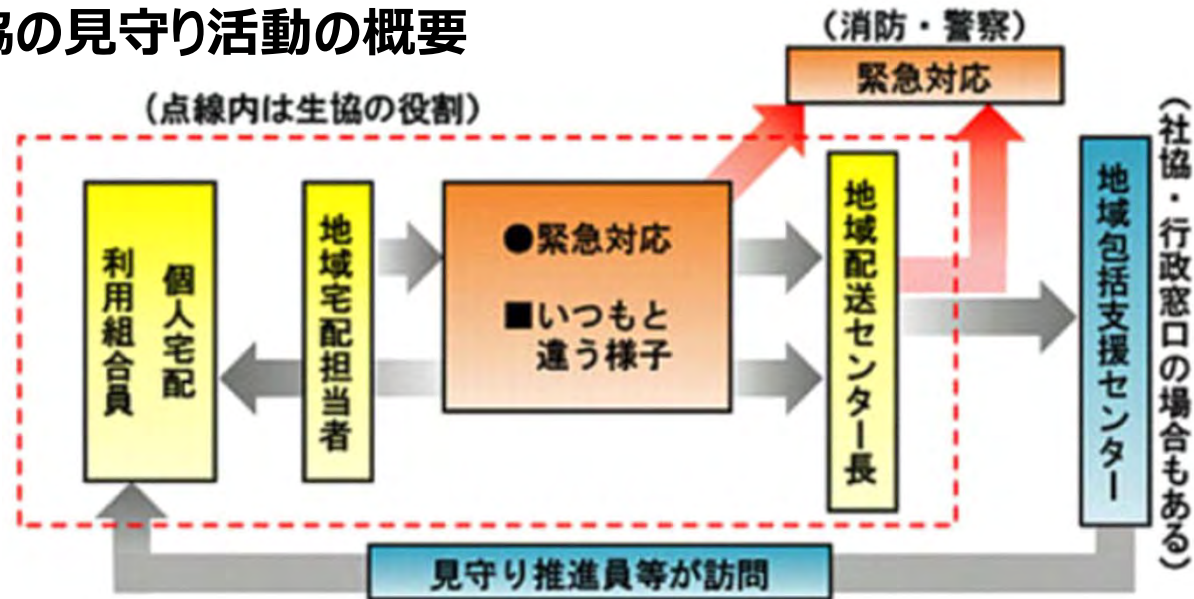 協の見守り活動の概要
（消防・警察）
緊急対応
（点線内は生協の役割）
個人宅配
利用組合員
地域宅配担当者
●緊急対応
■いつもと
違う様子
地域配送センター長
地域包括支援センター
（社協・行政窓口の場合もある）
見守り推進員等が訪問